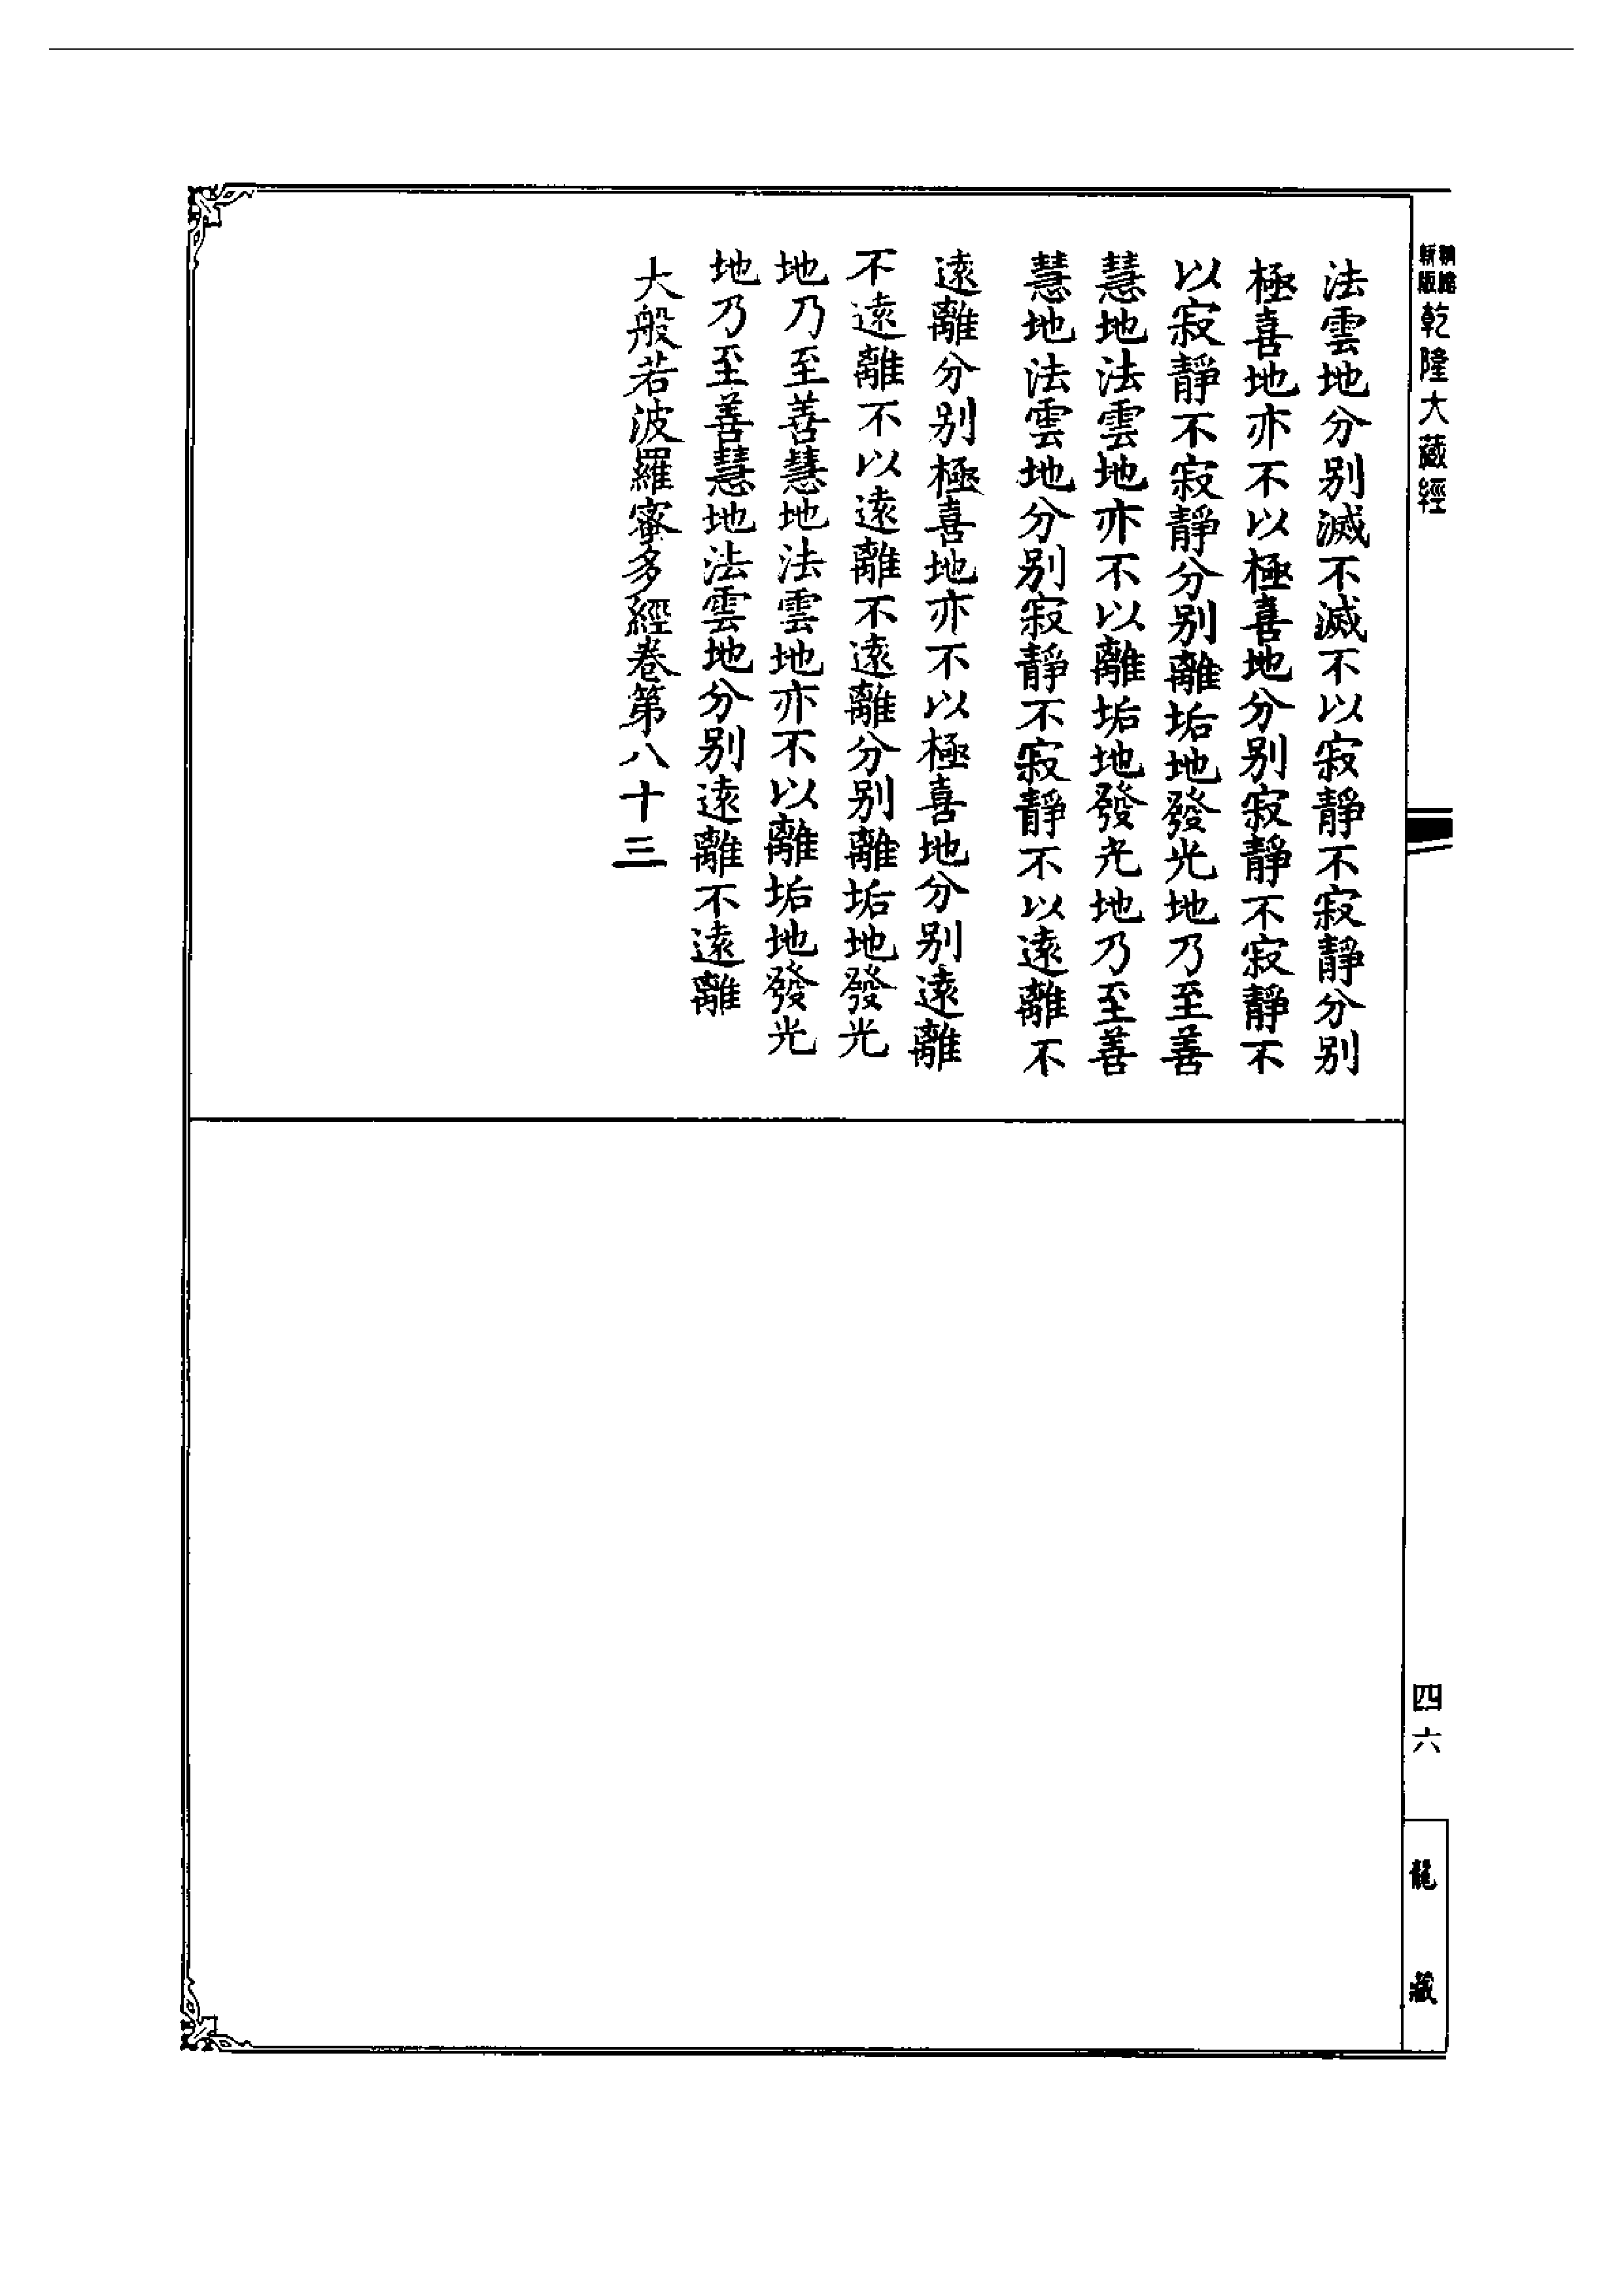 新版
乾隆大藏經
法雲地分別滅不滅不以寂靜不寂靜分別
極喜地亦不以極喜地分別寂靜不寂靜不
以寂靜不寂靜分別離垢地發光地乃至善
慧地法雲地亦不以離垢地發光地乃至善
慧地法雲地分別寂靜不寂靜不以遠離不
遠離分別極喜地亦不以極喜地分別遠離
不遠離不以遠離不遠離分別離垢地發光
地乃至善慧地法雲地亦不以離垢地發光
地乃至善慧地法雲地分別遠離不遠離
大般若波羅蜜多經卷第八十三
四六
龍藏